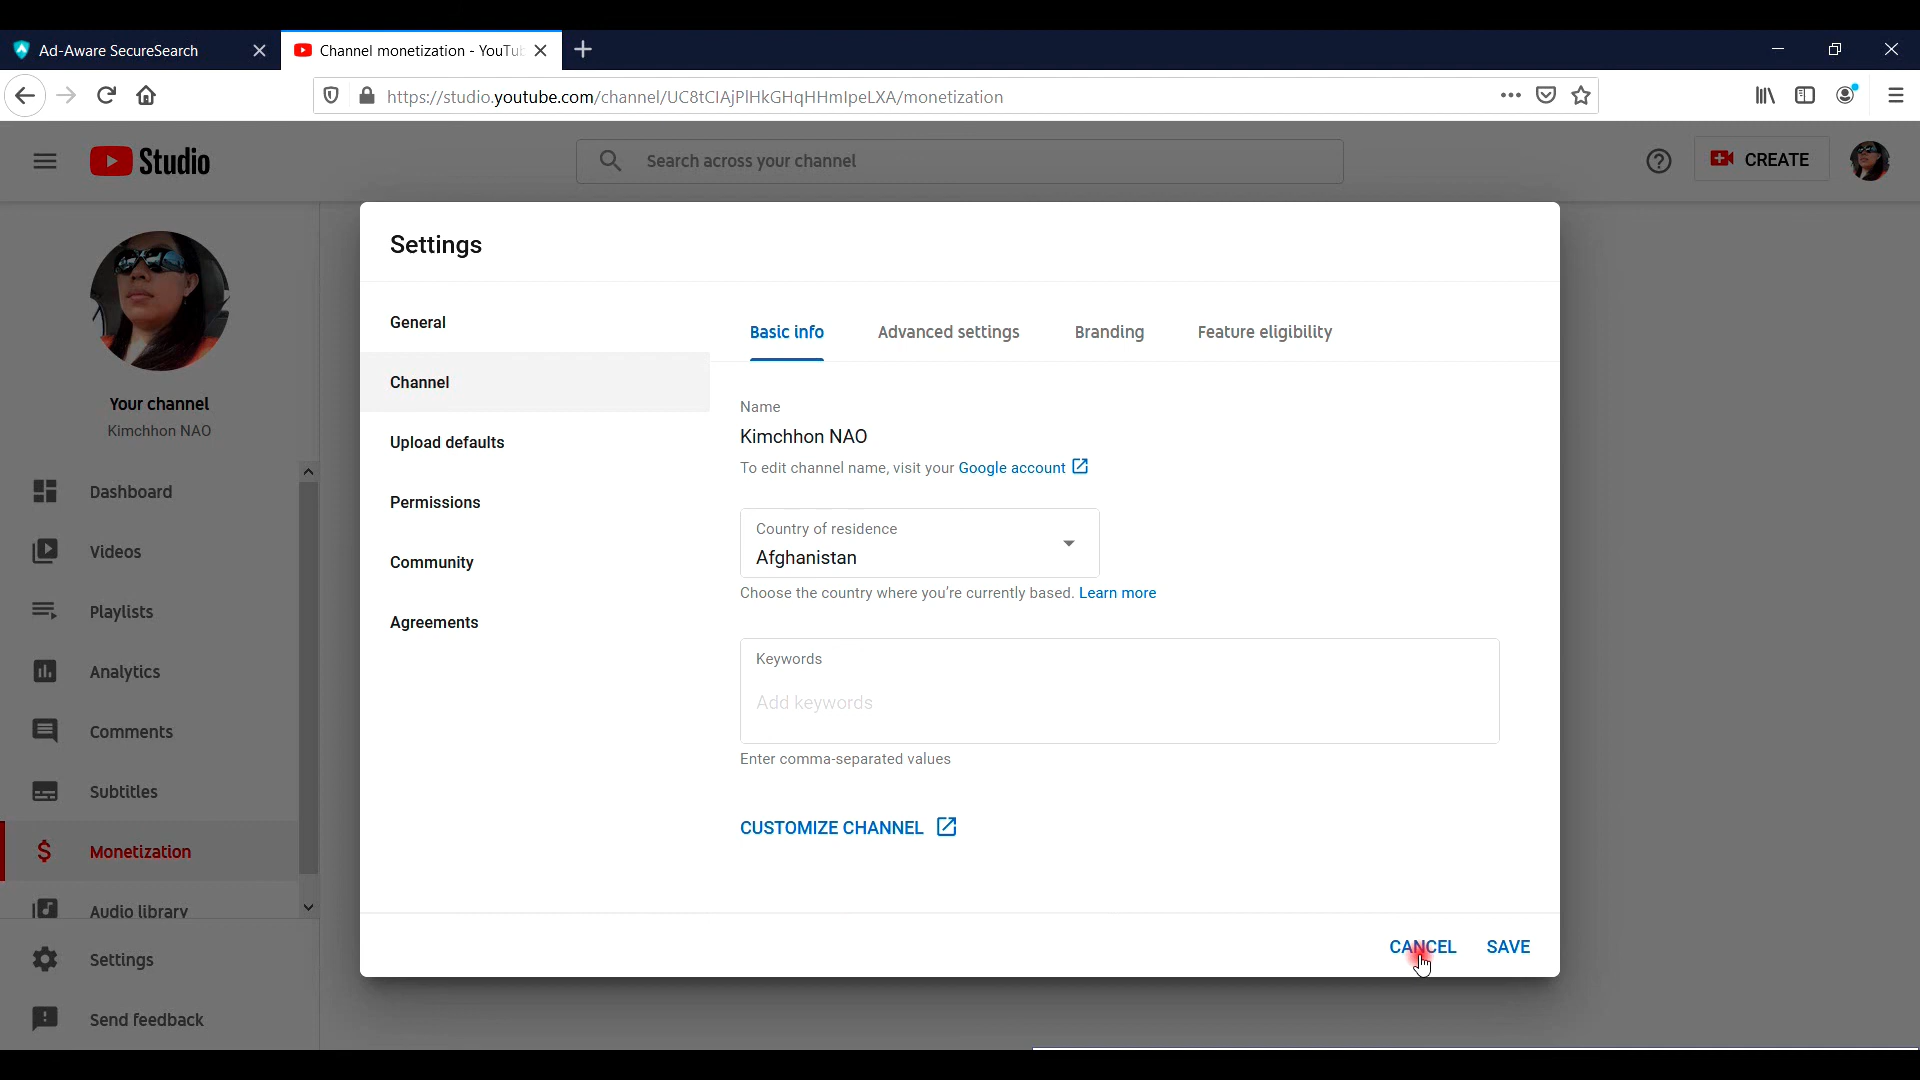 Ad-Aware SecureSearch
Channel monetization - YouTu
https://studio.youtube.com/channel/UC8tCIAjPIHkGHqHHmIpeLXA/monetization
Studio
Search across your channel
CREATE
Your channel
Kimchhon NAO
Dashboard
Videos
Playlists
Analytics
Comments
Subtitles
Monetization
Audio library
Settings
Send feedback
Settings
General
Channel
Upload defaults
Permissions
Community
Agreements
Basic info
Advanced settings
Branding
Feature eligibility
Name
Kimchhon NAO
To edit channel name, visit your Google account
Country of residence
Afghanistan
Choose the country where you're currently based. Learn more
Keywords
Add keywords
Enter comma-separated values
CUSTOMIZE CHANNEL
CANCEL
SAVE